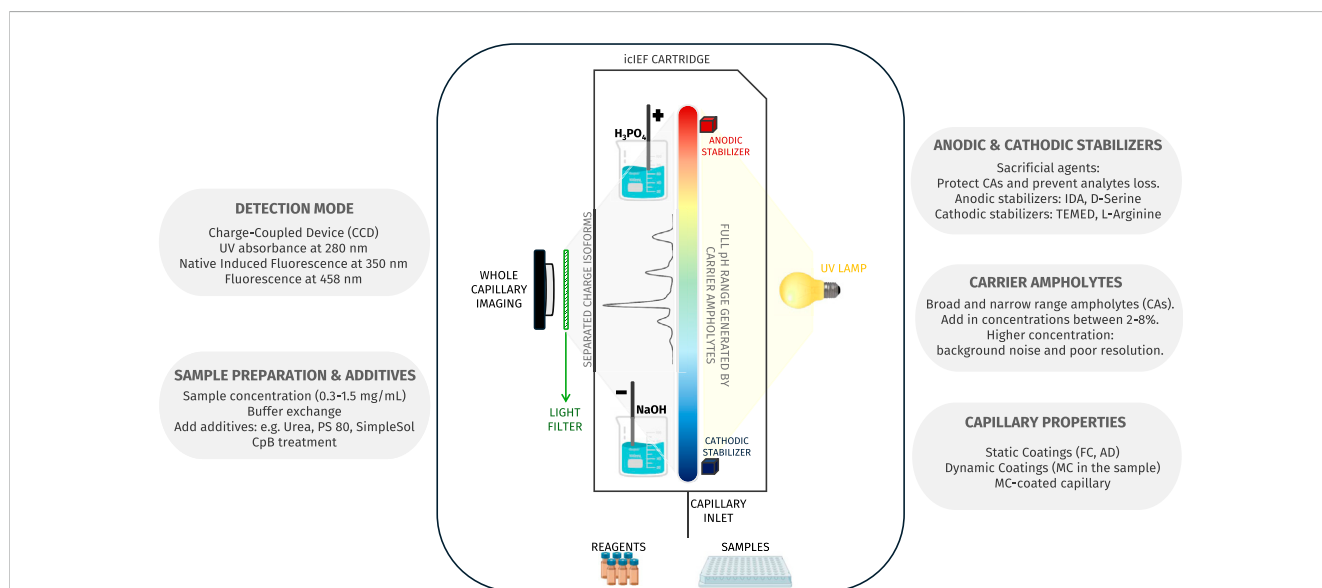 icIEF CARTRIDGE
+
H₃PO₄
ANODIC
STABILIZER
SEPARATED CHARGE ISOFORMS
FULL pH RANGE GENERATED BY
CARRIER AMPHOLYTES
WHOLE
CAPILLARY
IMAGING
LIGHT
FILTER
UV LAMP
-
NaOH
CATHODIC
STABILIZER
CAPILLARY
INLET
REAGENTS
SAMPLES
DETECTION MODE
Charge-Coupled Device (CCD)
UV absorbance at 280 nm
Native Induced Fluorescence at 350 nm
Fluorescence at 458 nm
SAMPLE PREPARATION & ADDITIVES
Sample concentration (0.3-1.5 mg/mL)
Buffer exchange
Add additives: e.g. Urea, PS 80, SimpleSol
CpB treatment
ANODIC & CATHODIC STABILIZERS
Sacrificial agents:
Protect CAs and prevent analytes loss.
Anodic stabilizers: IDA, D-Serine
Cathodic stabilizers: TEMED, L-Arginine
CARRIER AMPHOLYTES
Broad and narrow range ampholytes (CAs).
Add in concentrations between 2-8%.
Higher concentration:
background noise and poor resolution.
CAPILLARY PROPERTIES
Static Coatings (FC, AD)
Dynamic Coatings (MC in the sample)
MC-coated capillary